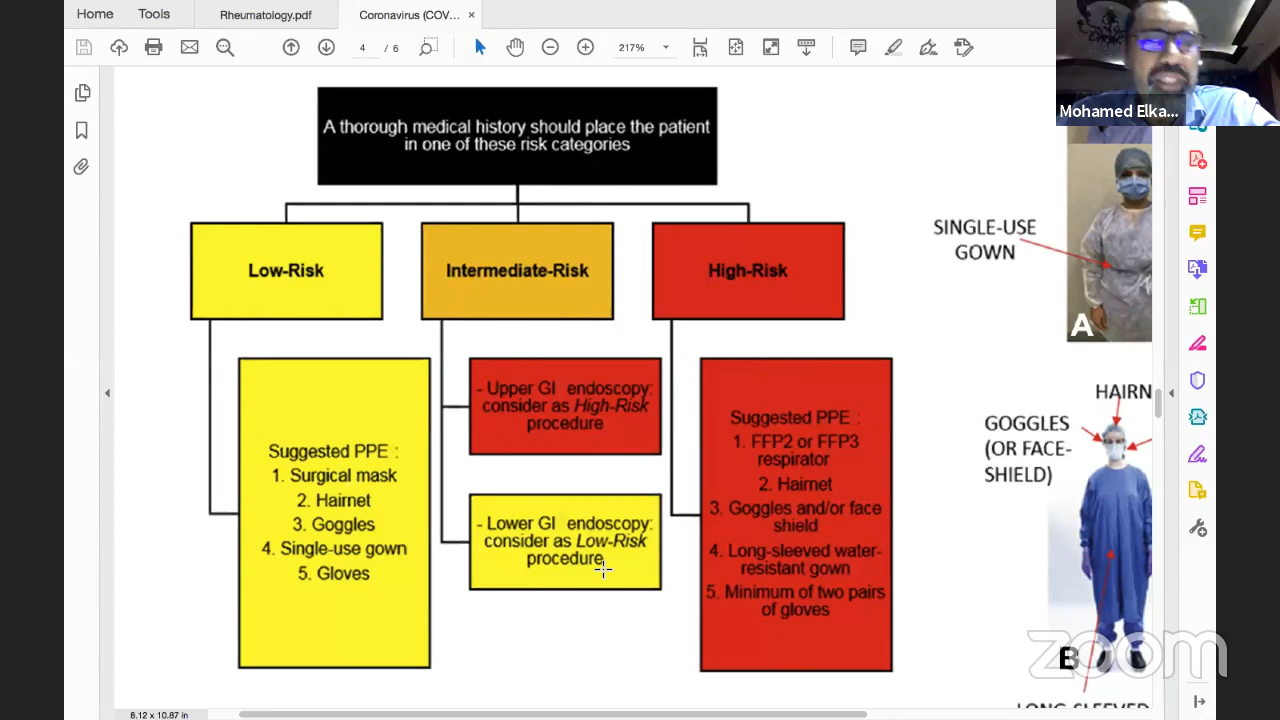 Home
Tools
Rheumatology.pdf
Coronavirus (COV...
×
4 / 6
217%
Mohamed Elka...
A thorough medical history should place the patient
in one of these risk categories
Low-Risk
Intermediate-Risk
High-Risk
Suggested PPE :
1. Surgical mask
2. Hairnet
3. Goggles
4. Single-use gown
5. Gloves
- Upper GI endoscopy:
consider as High-Risk
procedure
- Lower GI endoscopy:
consider as Low-Risk
procedure
Suggested PPE :
1. FFP2 or FFP3
respirator
2. Hairnet
3. Goggles and/or face
shield
4. Long-sleeved water-
resistant gown
5. Minimum of two pairs
of gloves
SINGLE-USE
GOWN
A
HAIRN
GOGGLES
(OR FACE-
SHIELD)
B
LONG-SLEEVED
zoom
8.12 x 10.87 in